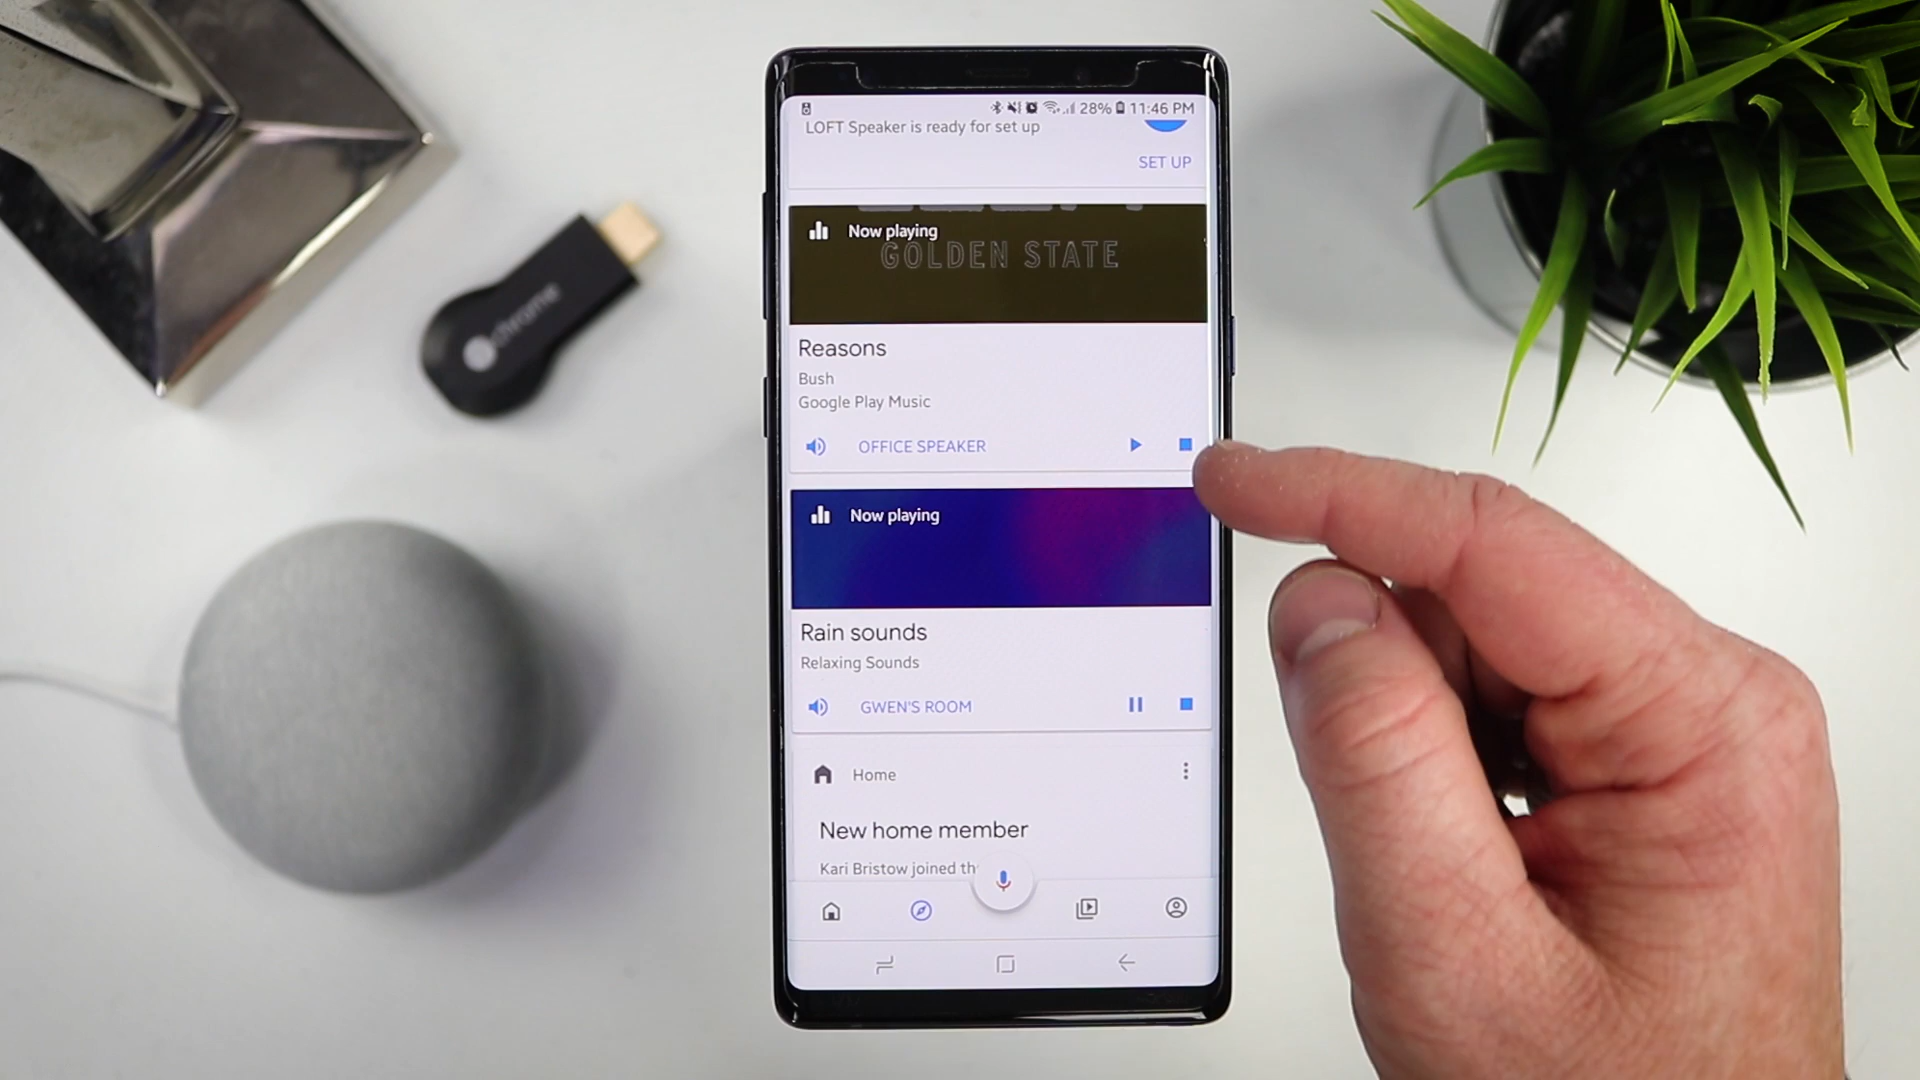 28% 11:46 PM
LOFT Speaker is ready for set up
SET UP
Now playing
GOLDEN STATE
Reasons
Bush
Google Play Music
OFFICE SPEAKER
Now playing
Rain sounds
Relaxing Sounds
GWEN'S ROOM
Home
New home member
Kari Bristow joined th
chrome